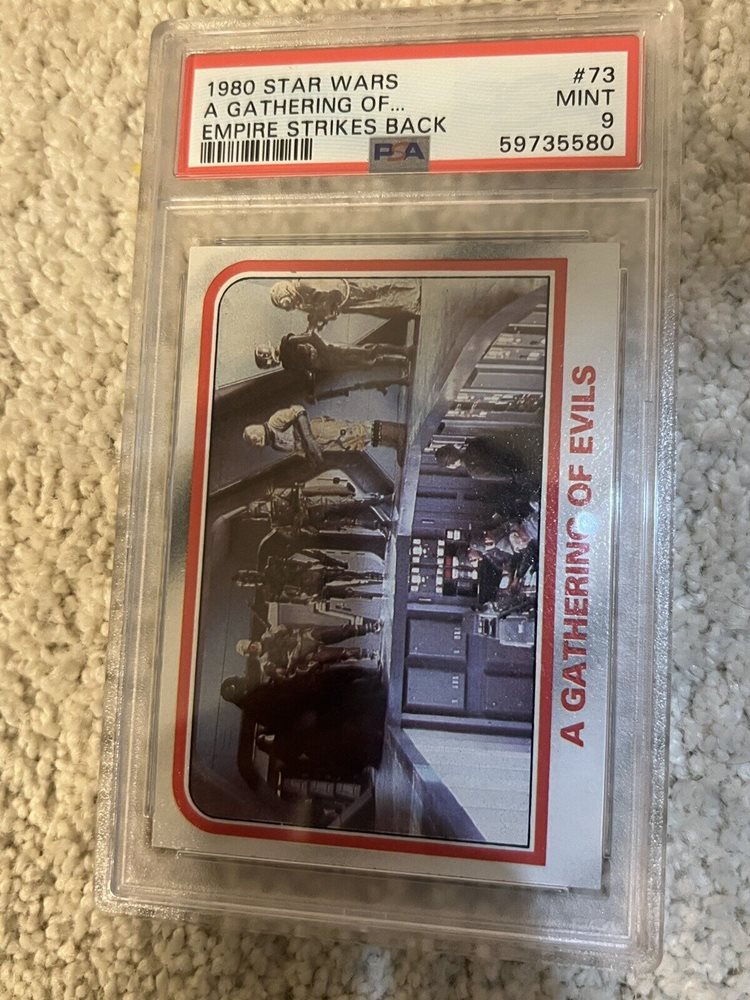 1980 STAR WARS #73
A GATHERING OF... MINT
EMPIRE STRIKES BACK 9
PSA 59735580
A GATHERING OF EVILS